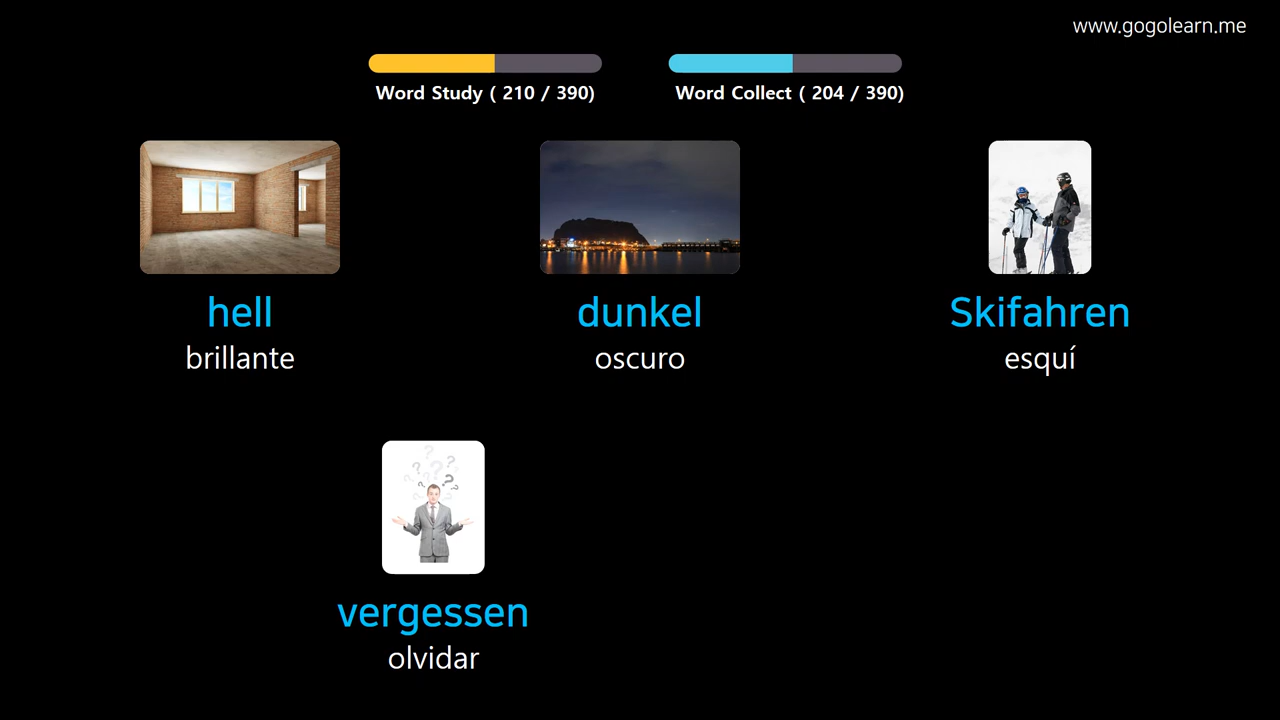 www.gogolearn.me
Word Study ( 210 / 390)
Word Collect ( 204 / 390)
hell
brillante
dunkel
oscuro
Skifahren
esquí
vergessen
olvidar